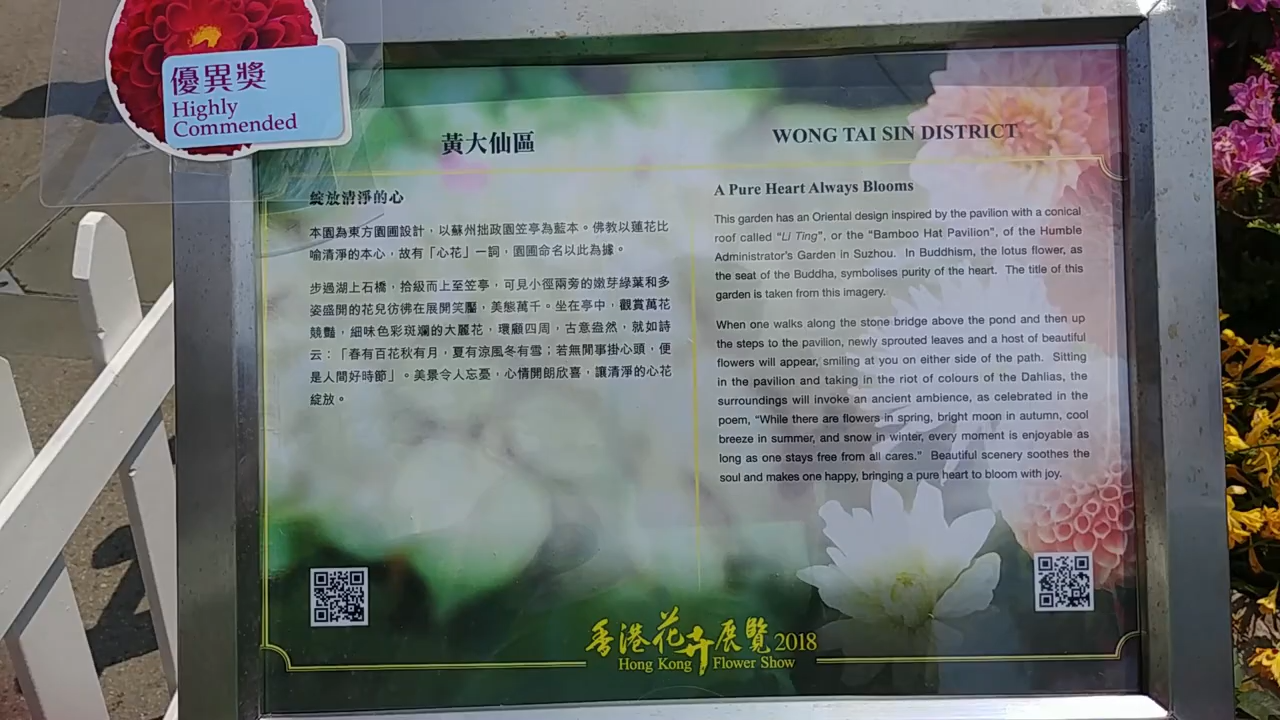 優異獎
Highly
Commended
黃大仙區
綻放清淨的心
本園為東方園圃設計，以蘇州拙政園笠亭為藍本。佛教以蓮花比
喻清淨的本心，故有「心花」一詞，園圃命名以此為據。
步過湖上石橋，拾級而上至笠亭，可見小徑兩旁的嫩芽綠葉和多
姿盛開的花兒彷彿在展開笑靨，美態萬千。坐在亭中，觀賞萬花
競豔，細味色彩斑斕的大麗花，環顧四周，古意盎然，就如詩
云：「春有百花秋有月，夏有涼風冬有雪；若無閒事掛心頭，便
是人間好時節」。美景令人忘憂，心情開朗欣喜，讓清淨的心花
綻放。
WONG TAI SIN DISTRICT
A Pure Heart Always Blooms
This garden has an Oriental design inspired by the pavilion with a conical
roof called “Li Ting”, or the “Bamboo Hat Pavilion”, of the Humble
Administrator's Garden in Suzhou. In Buddhism, the lotus flower, as
the seat of the Buddha, symbolises purity of the heart. The title of this
garden is taken from this imagery.
When one walks along the stone bridge above the pond and then up
the steps to the pavilion, newly sprouted leaves and a host of beautiful
flowers will appear, smiling at you on either side of the path. Sitting
in the pavilion and taking in the riot of colours of the Dahlias, the
surroundings will invoke an ancient ambience, as celebrated in the
poem, “While there are flowers in spring, bright moon in autumn, cool
breeze in summer, and snow in winter, every moment is enjoyable as
long as one stays free from all cares.” Beautiful scenery soothes the
soul and makes one happy, bringing a pure heart to bloom with joy.
香港花卉展覽2018
Hong Kong Flower Show